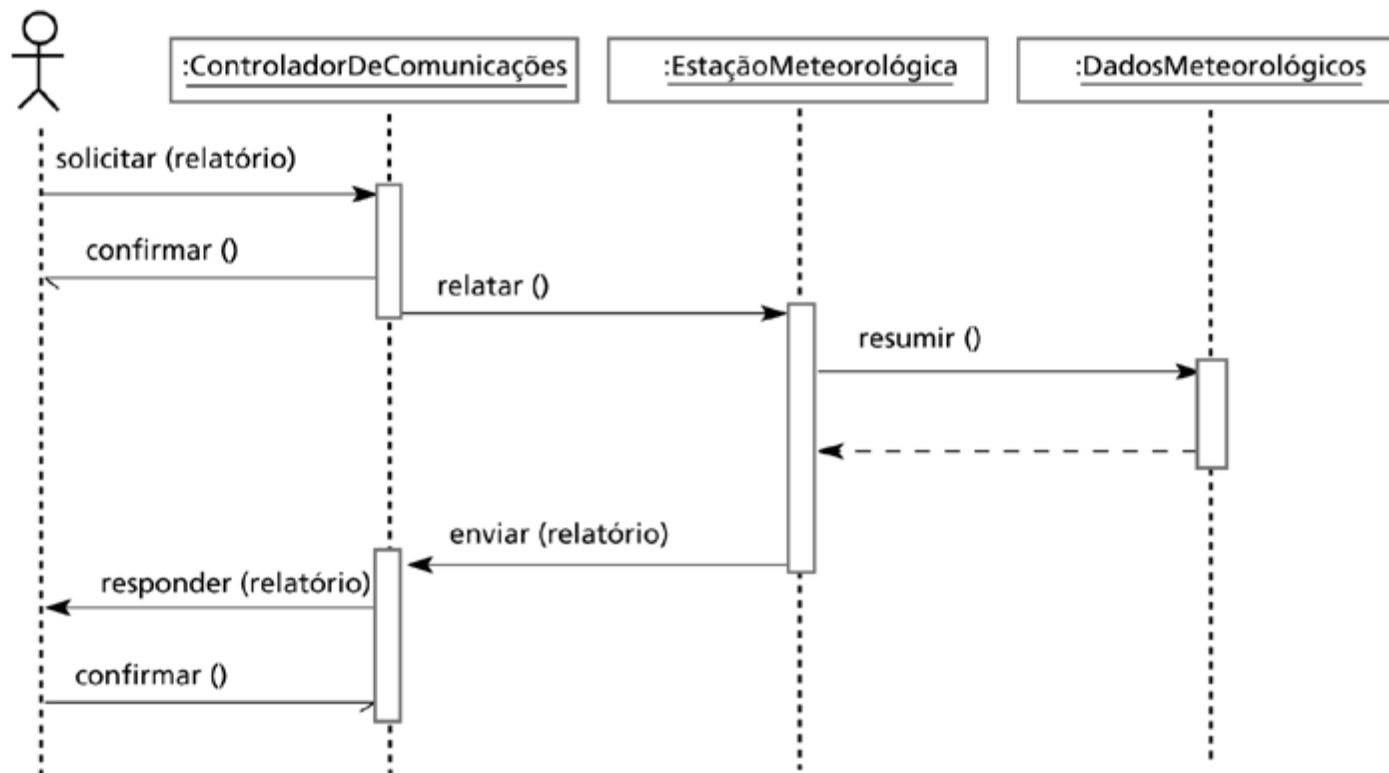 :ControladorDeComunicações
:EstaçãoMeteorológica
:DadosMeteorológicos
solicitar (relatório)
confirmar ()
relatar ()
resumir ()
enviar (relatório)
responder (relatório)
confirmar ()